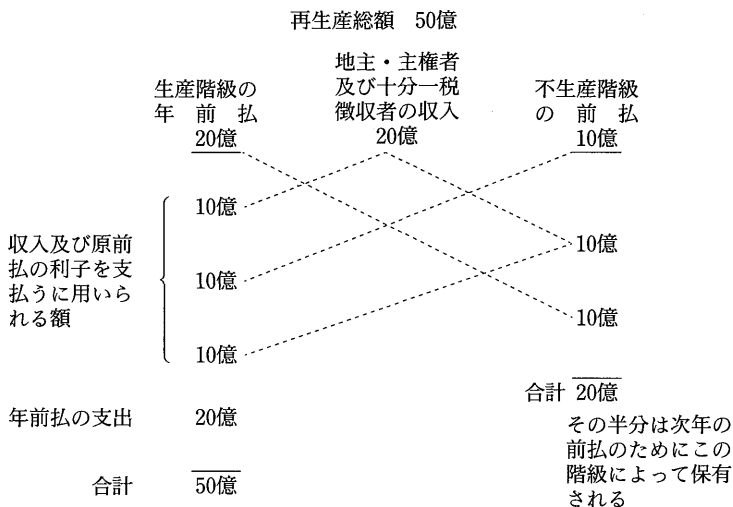 再生産総額 50億
生産階級の
年前払
20億
地主・主権者
及び十分一税
徴収者の収入
20億
不生産階級
の前払
10億
収入及び原前
払の利子を支
払うに用いら
れる額
10億
10億
10億
10億
10億
年前払の支出 20億
合計 50億
合計 20億
その半分は次年の
前払のためにこの
階級によって保有
される